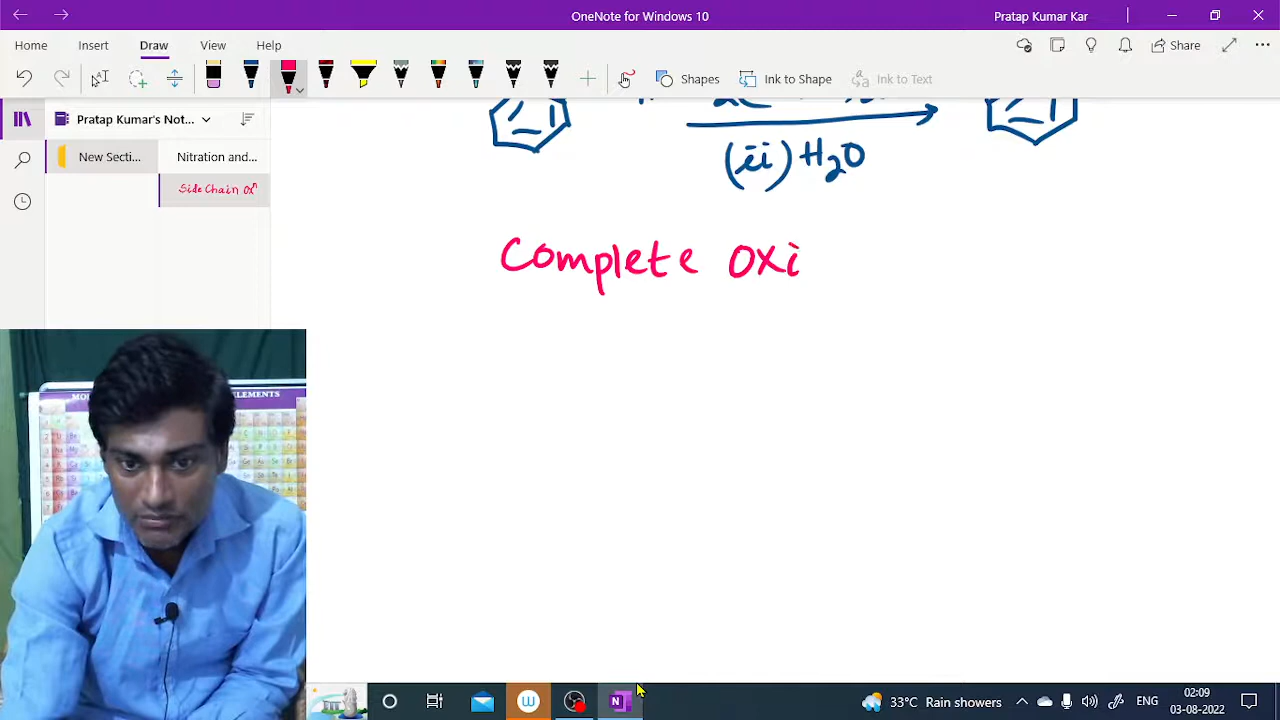 OneNote for Windows 10
Pratap Kumar Kar
Home Insert Draw View Help
Share
Shapes
Ink to Shape
Ink to Text
Pratap Kumar's Not...
New Secti...
Nitration and...
Side Chain Oxⁿ
(ii) H₂O
Complete oxi
ELEMENTS
33°C Rain showers
ENG
02:09
03-08-2022